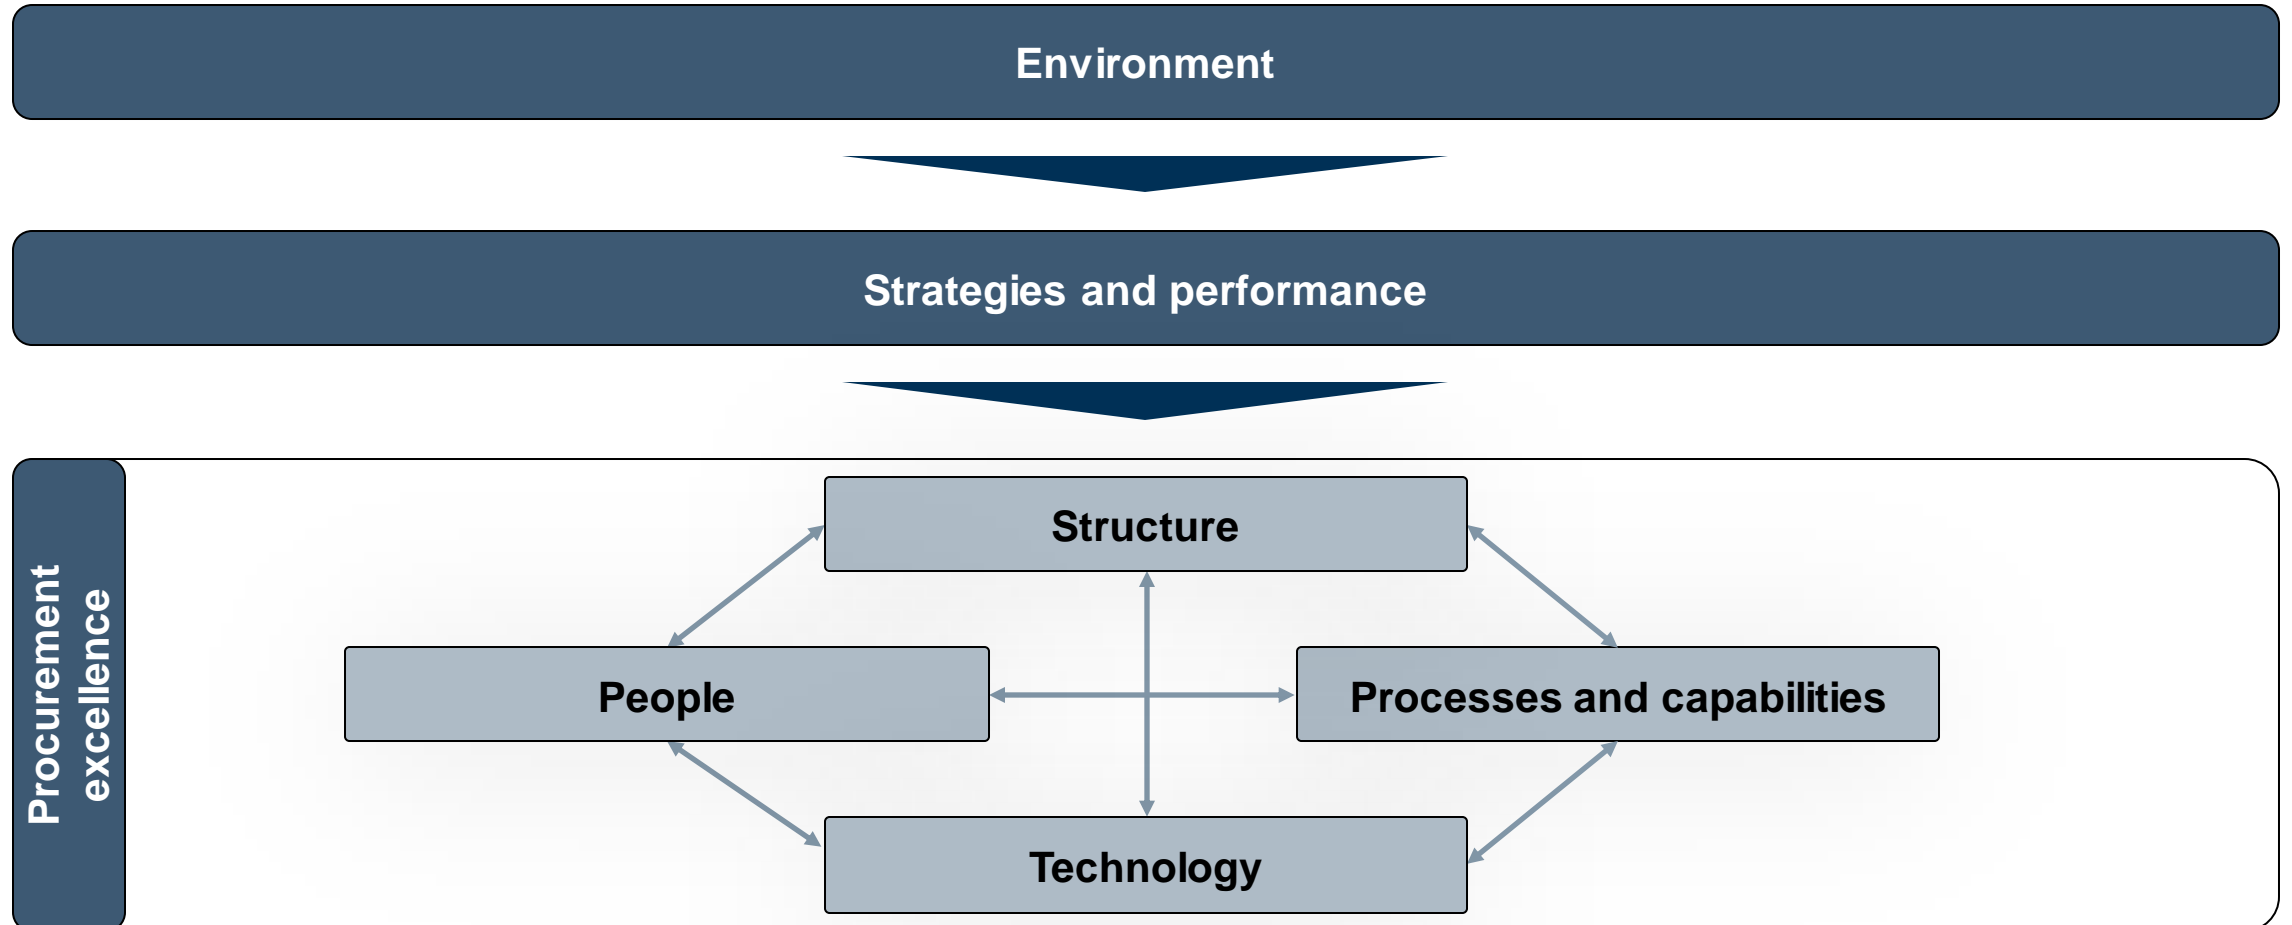 Environment
Strategies and performance
Procurement
excellence
Structure
People
Processes and capabilities
Technology